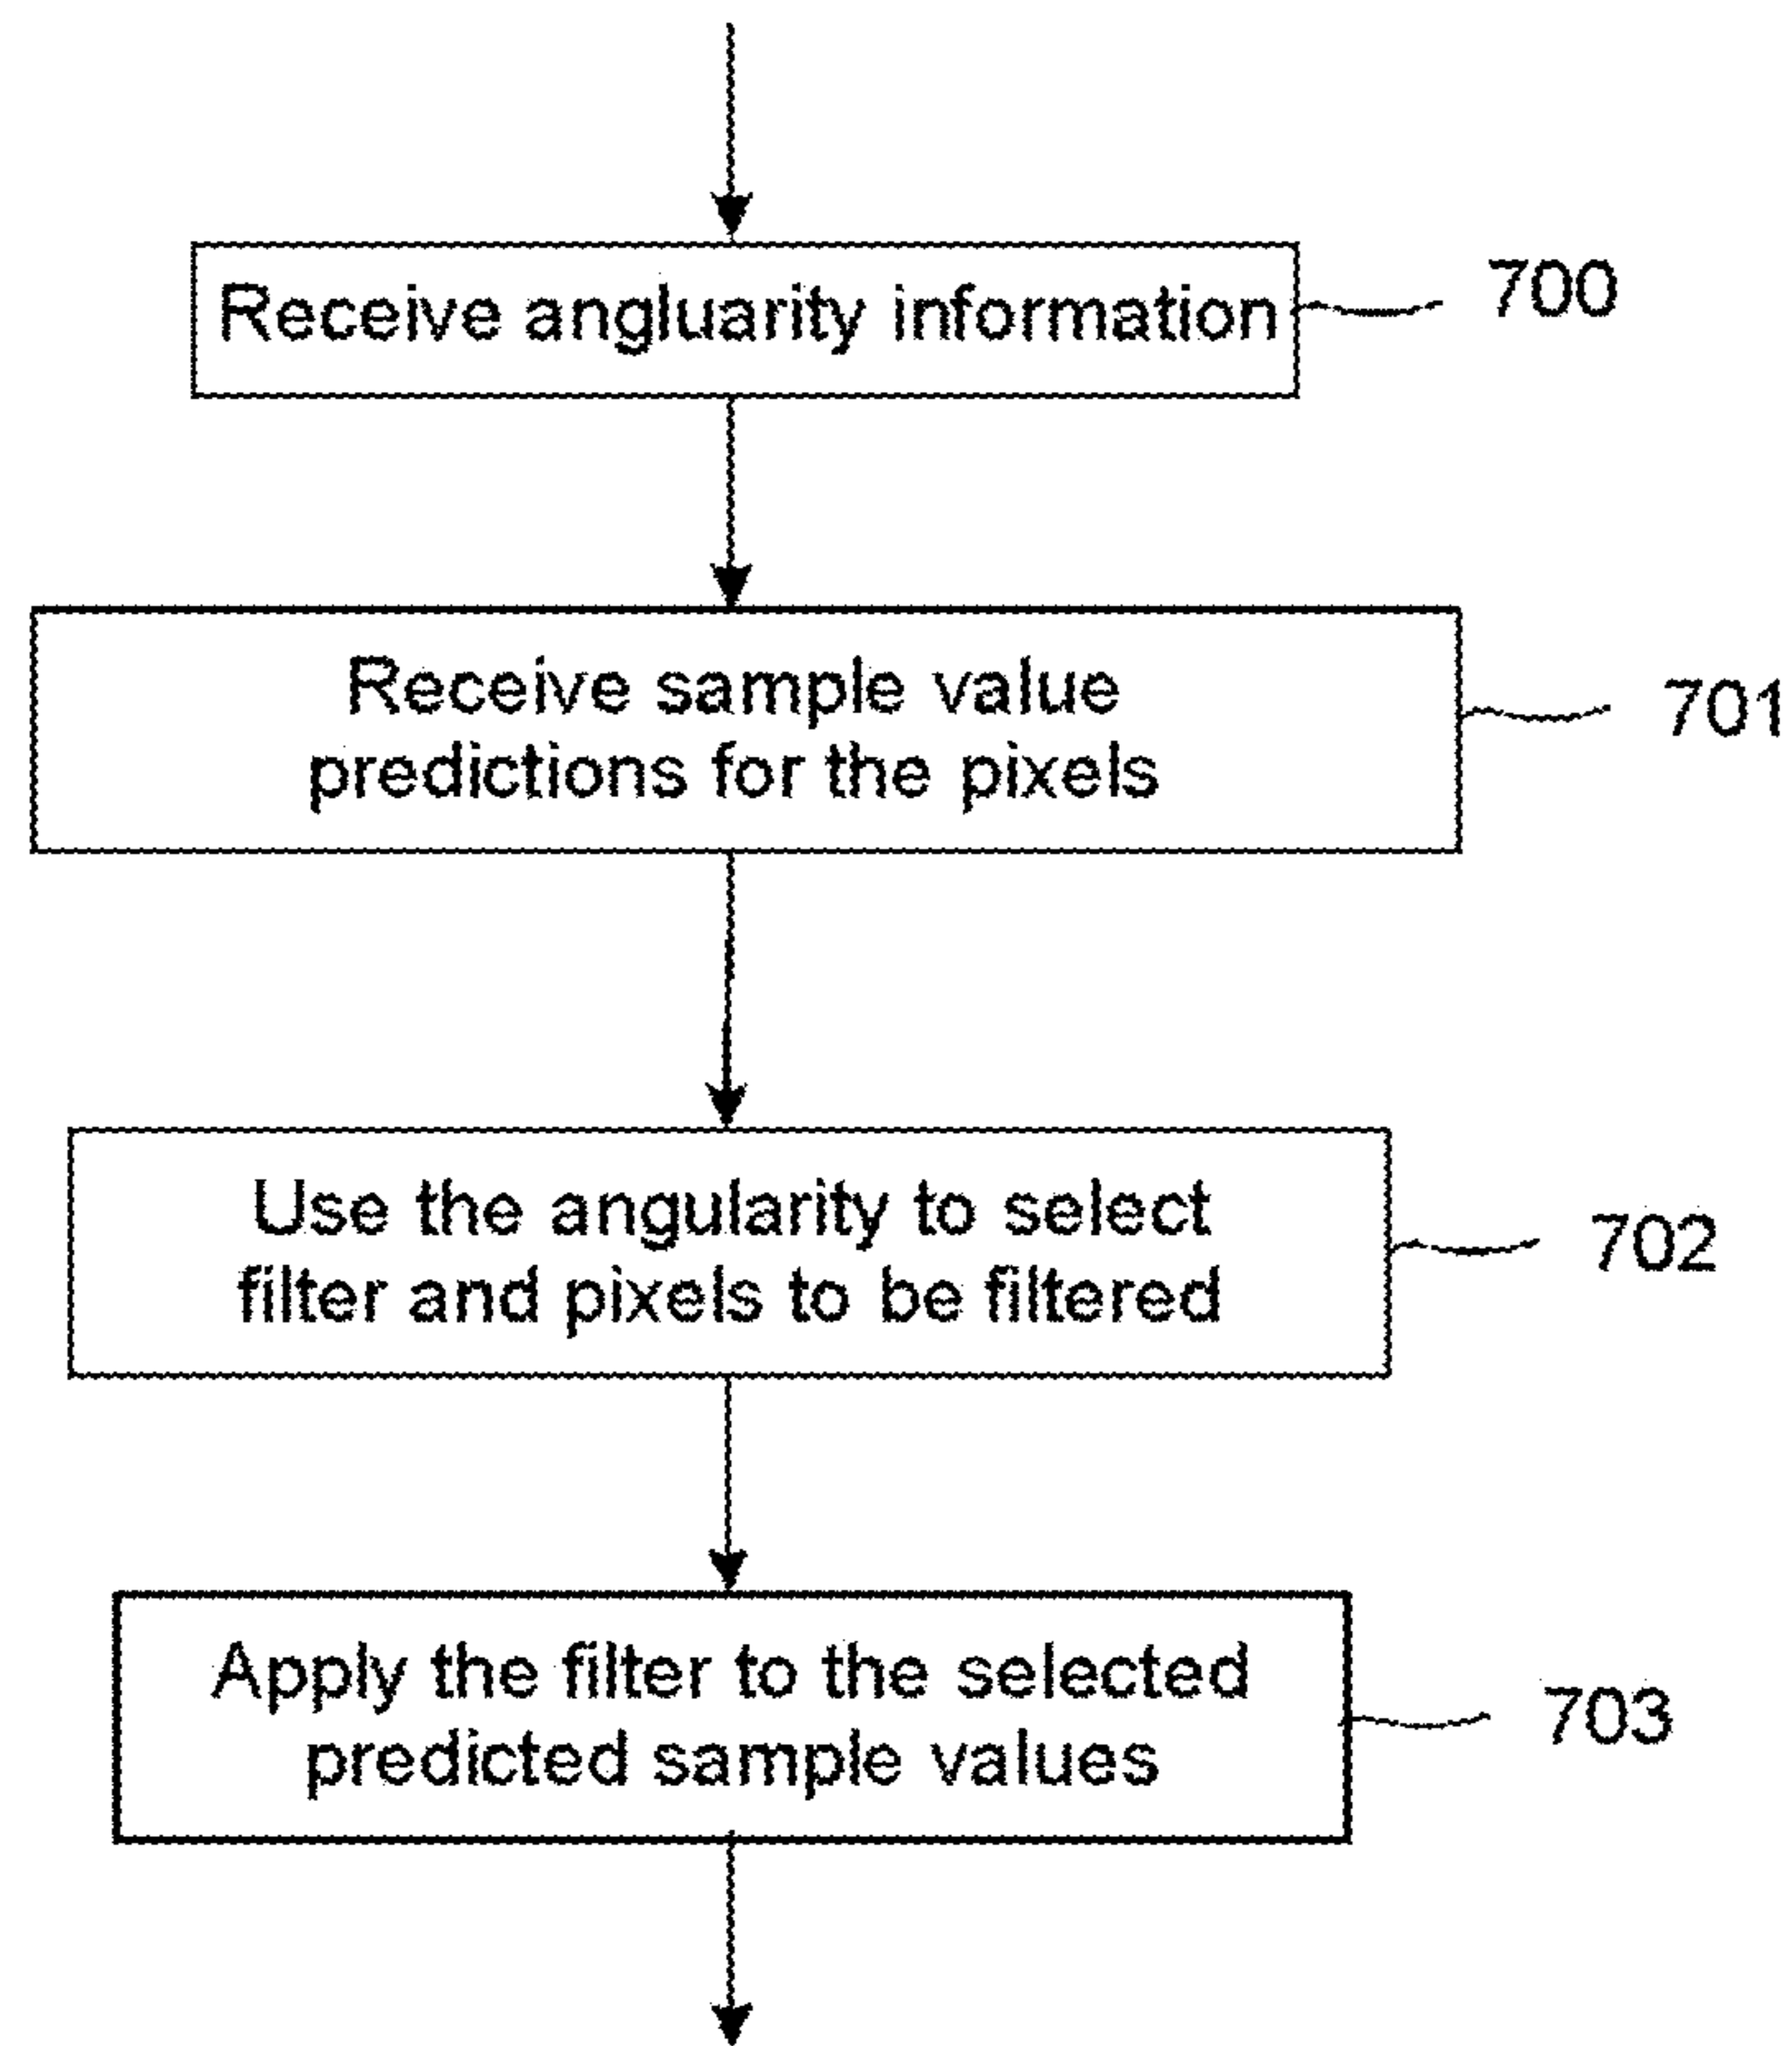 Receive angluarity information
700
Receive sample value
predictions for the pixels
701
Use the angularity to select
filter and pixels to be filtered
702
Apply the filter to the selected
predicted sample values
703